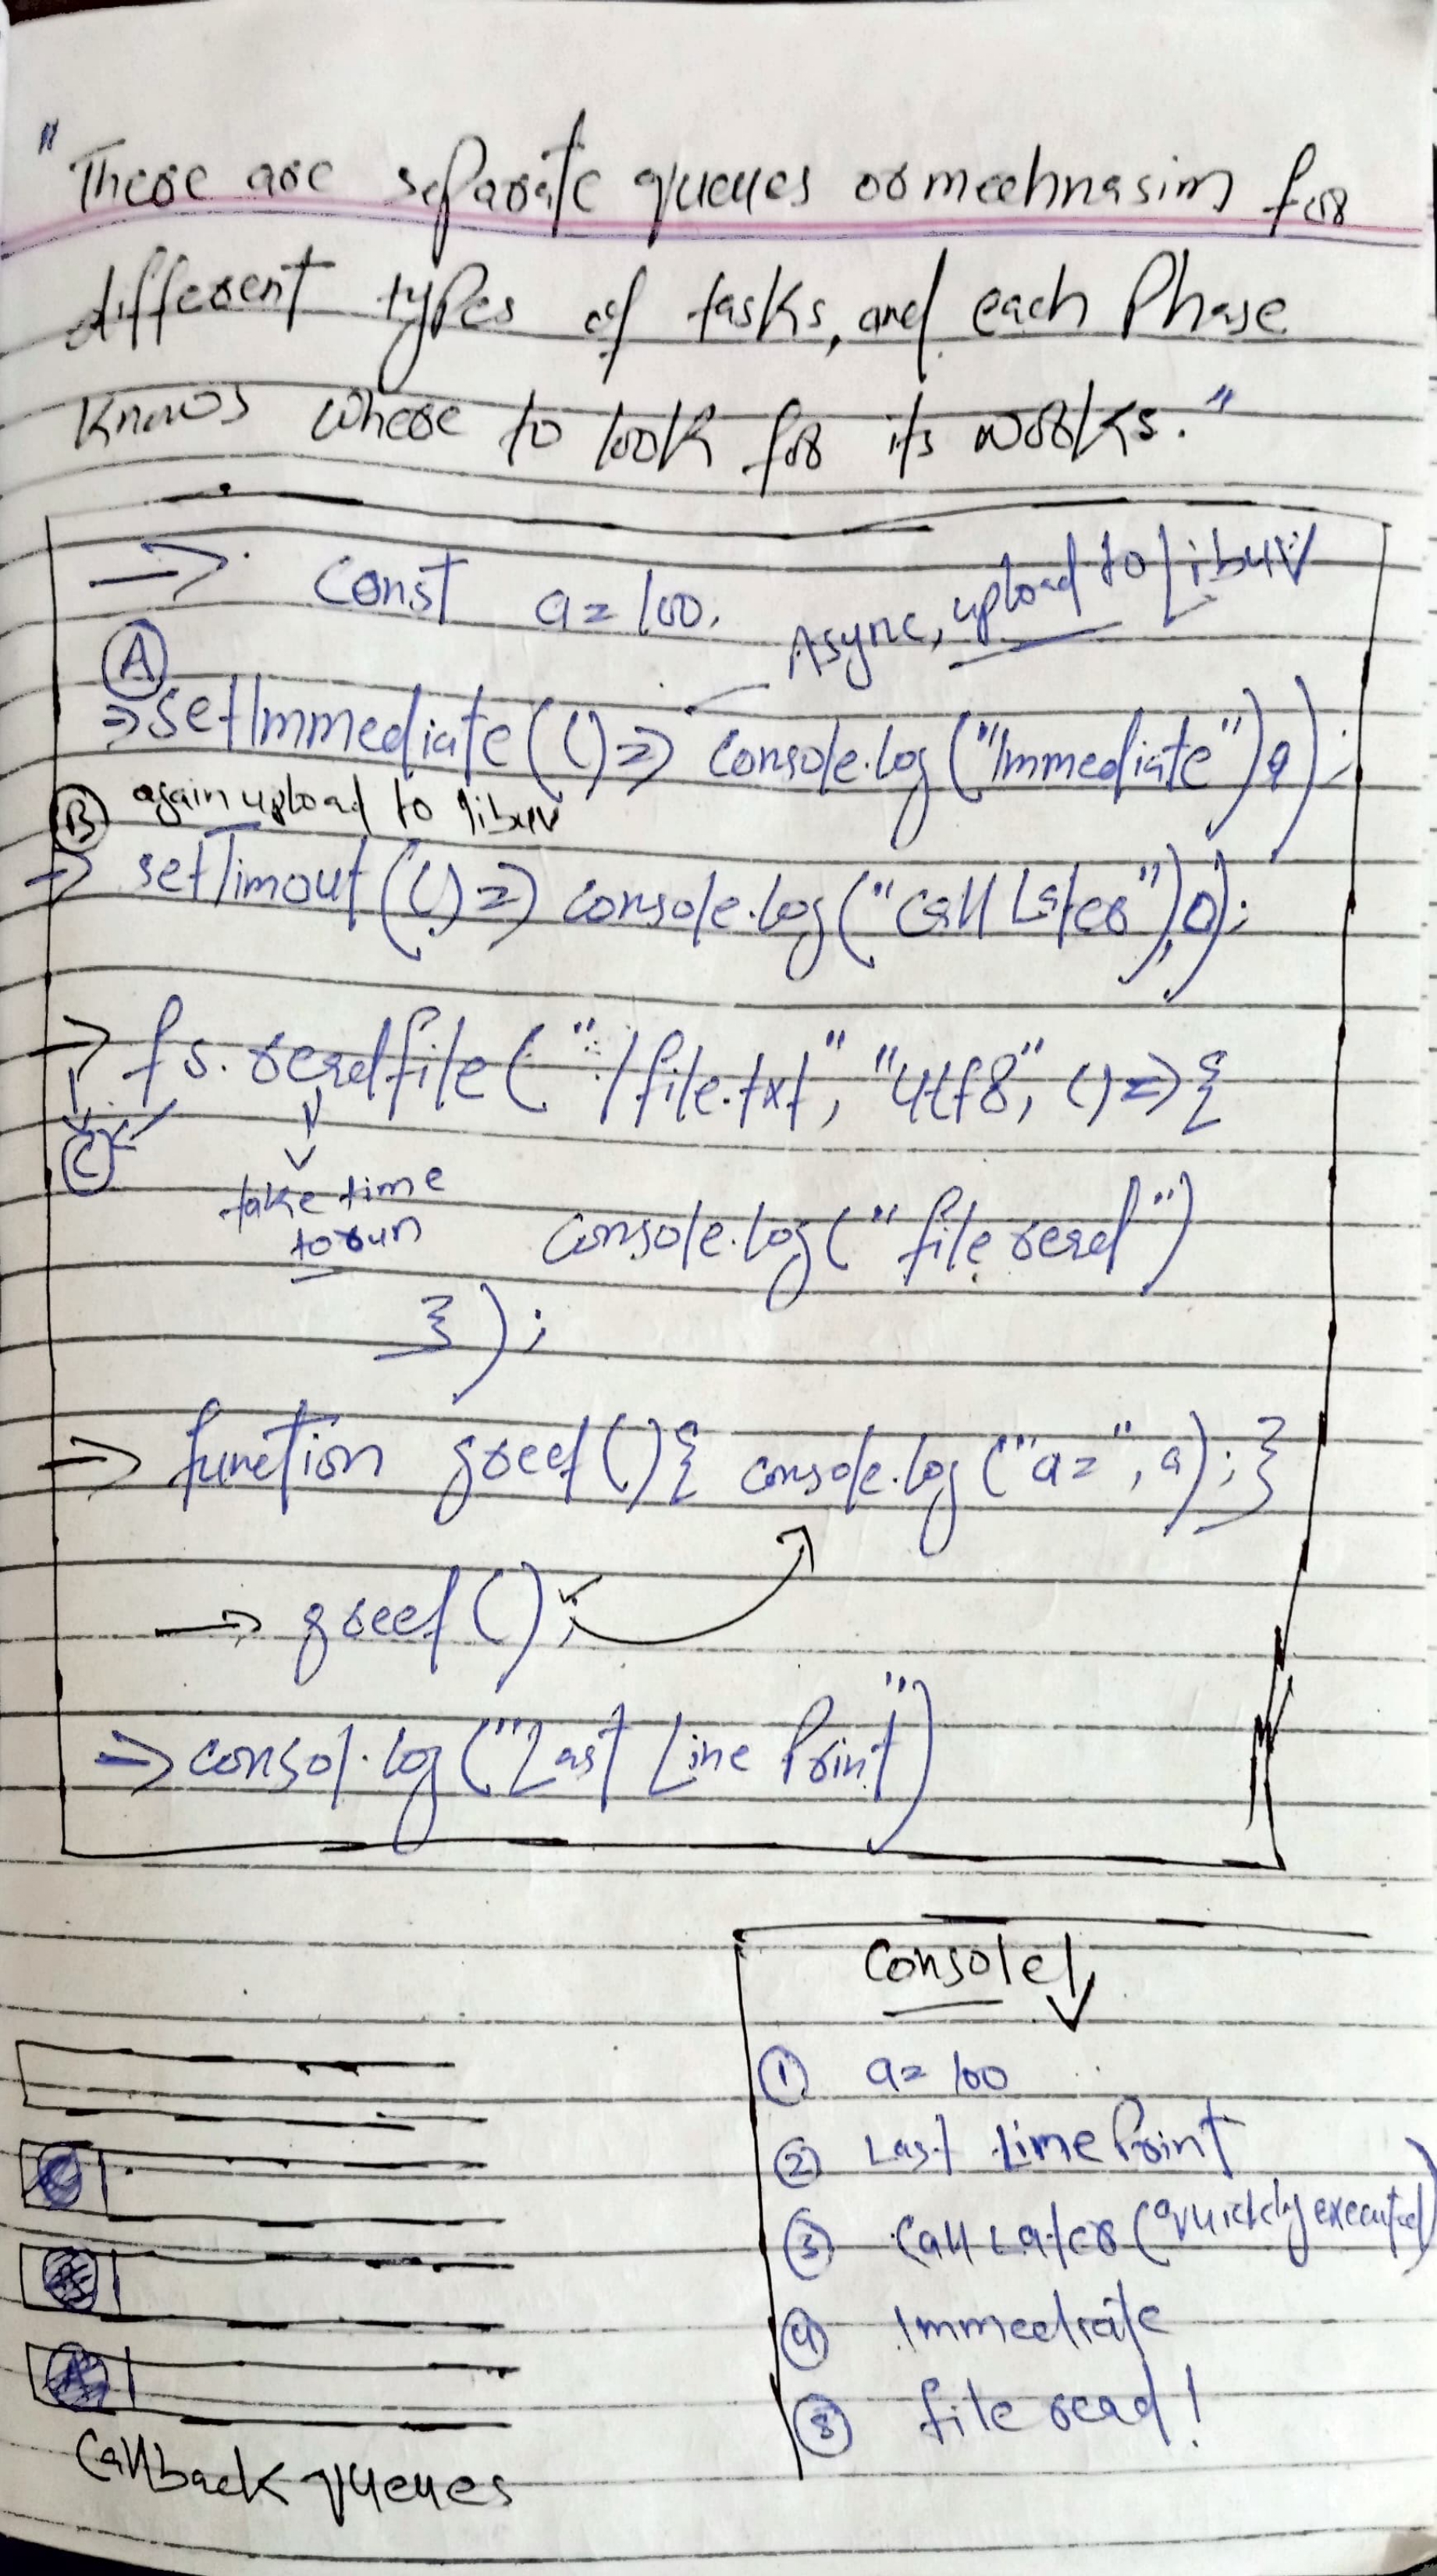 "There are separate queues or mechnasim for
different types of tasks, and each Phase
knows where to look for its works."
=> const a = 100.
Async, upload to Libuv
A
=> setImmediate(() => console.log("Immediate"));
B again upload to libuv
-> setTimout(() => console.log("Call Later"),0);
-> fs.readfile("./file.txt", "utf8", () => {
C
take time
to run
console.log("file read")
});
=> function greet(){ console.log("a=", a); }
-> greet();
=> consol.log("Last Line Print")
Console
① a = 100
② Last Line Print
③ Call Later (quickly executed)
④ Immediate
file read!
C
A
Callback queues